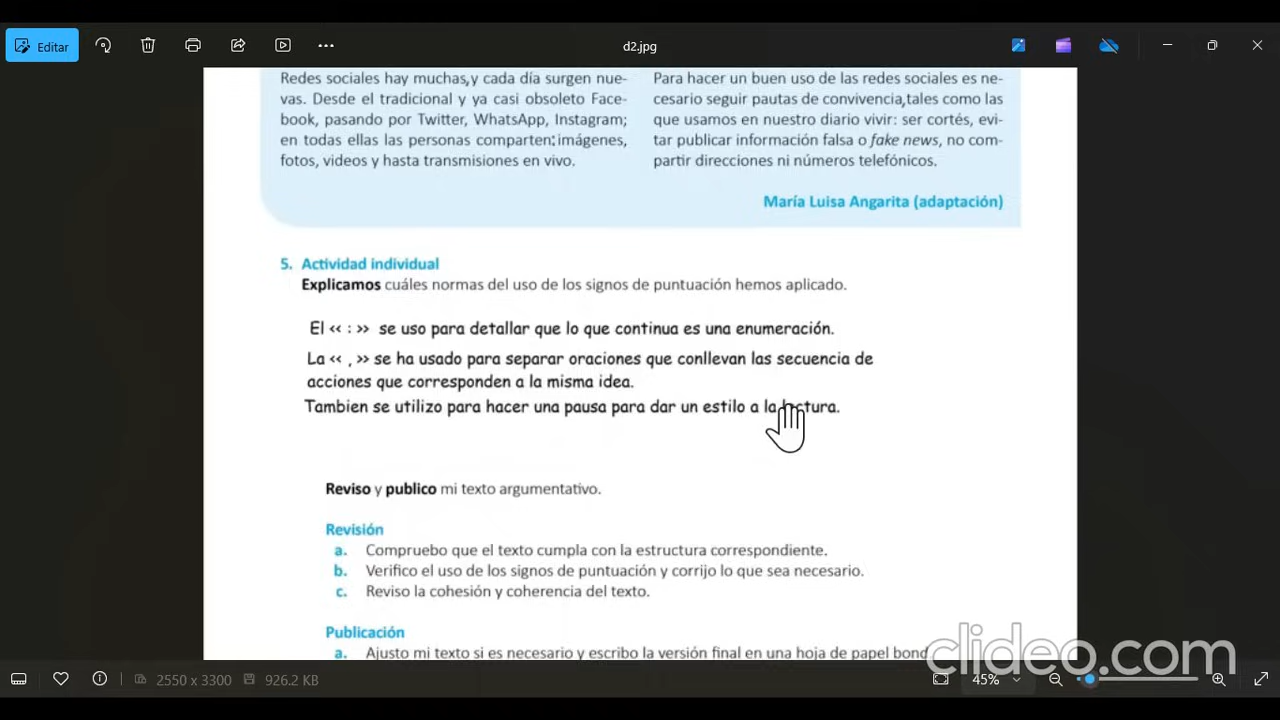 Editar
d2.jpg
Redes sociales hay muchas,y cada día surgen nue-
vas. Desde el tradicional y ya casi obsoleto Face-
book, pasando por Twitter, WhatsApp, Instagram;
en todas ellas las personas comparten: imágenes,
fotos, videos y hasta transmisiones en vivo.
Para hacer un buen uso de las redes sociales es ne-
cesario seguir pautas de convivencia,tales como las
que usamos en nuestro diario vivir: ser cortés, evi-
tar publicar información falsa o fake news, no com-
partir direcciones ni números telefónicos.
María Luisa Angarita (adaptación)
5. Actividad individual
Explicamos cuáles normas del uso de los signos de puntuación hemos aplicado.
El << : >> se uso para detallar que lo que continua es una enumeración.
La << , >> se ha usado para separar oraciones que conllevan las secuencia de
acciones que corresponden a la misma idea.
Tambien se utilizo para hacer una pausa para dar un estilo a la lectura.
Reviso y publico mi texto argumentativo.
Revisión
a. Compruebo que el texto cumpla con la estructura correspondiente.
b. Verifico el uso de los signos de puntuación y corrijo lo que sea necesario.
c. Reviso la cohesión y coherencia del texto.
Publicación
a. Ajusto mi texto si es necesario y escribo la versión final en una hoja de papel bond
clideo.com
2550 x 3300 926.2 KB 45%